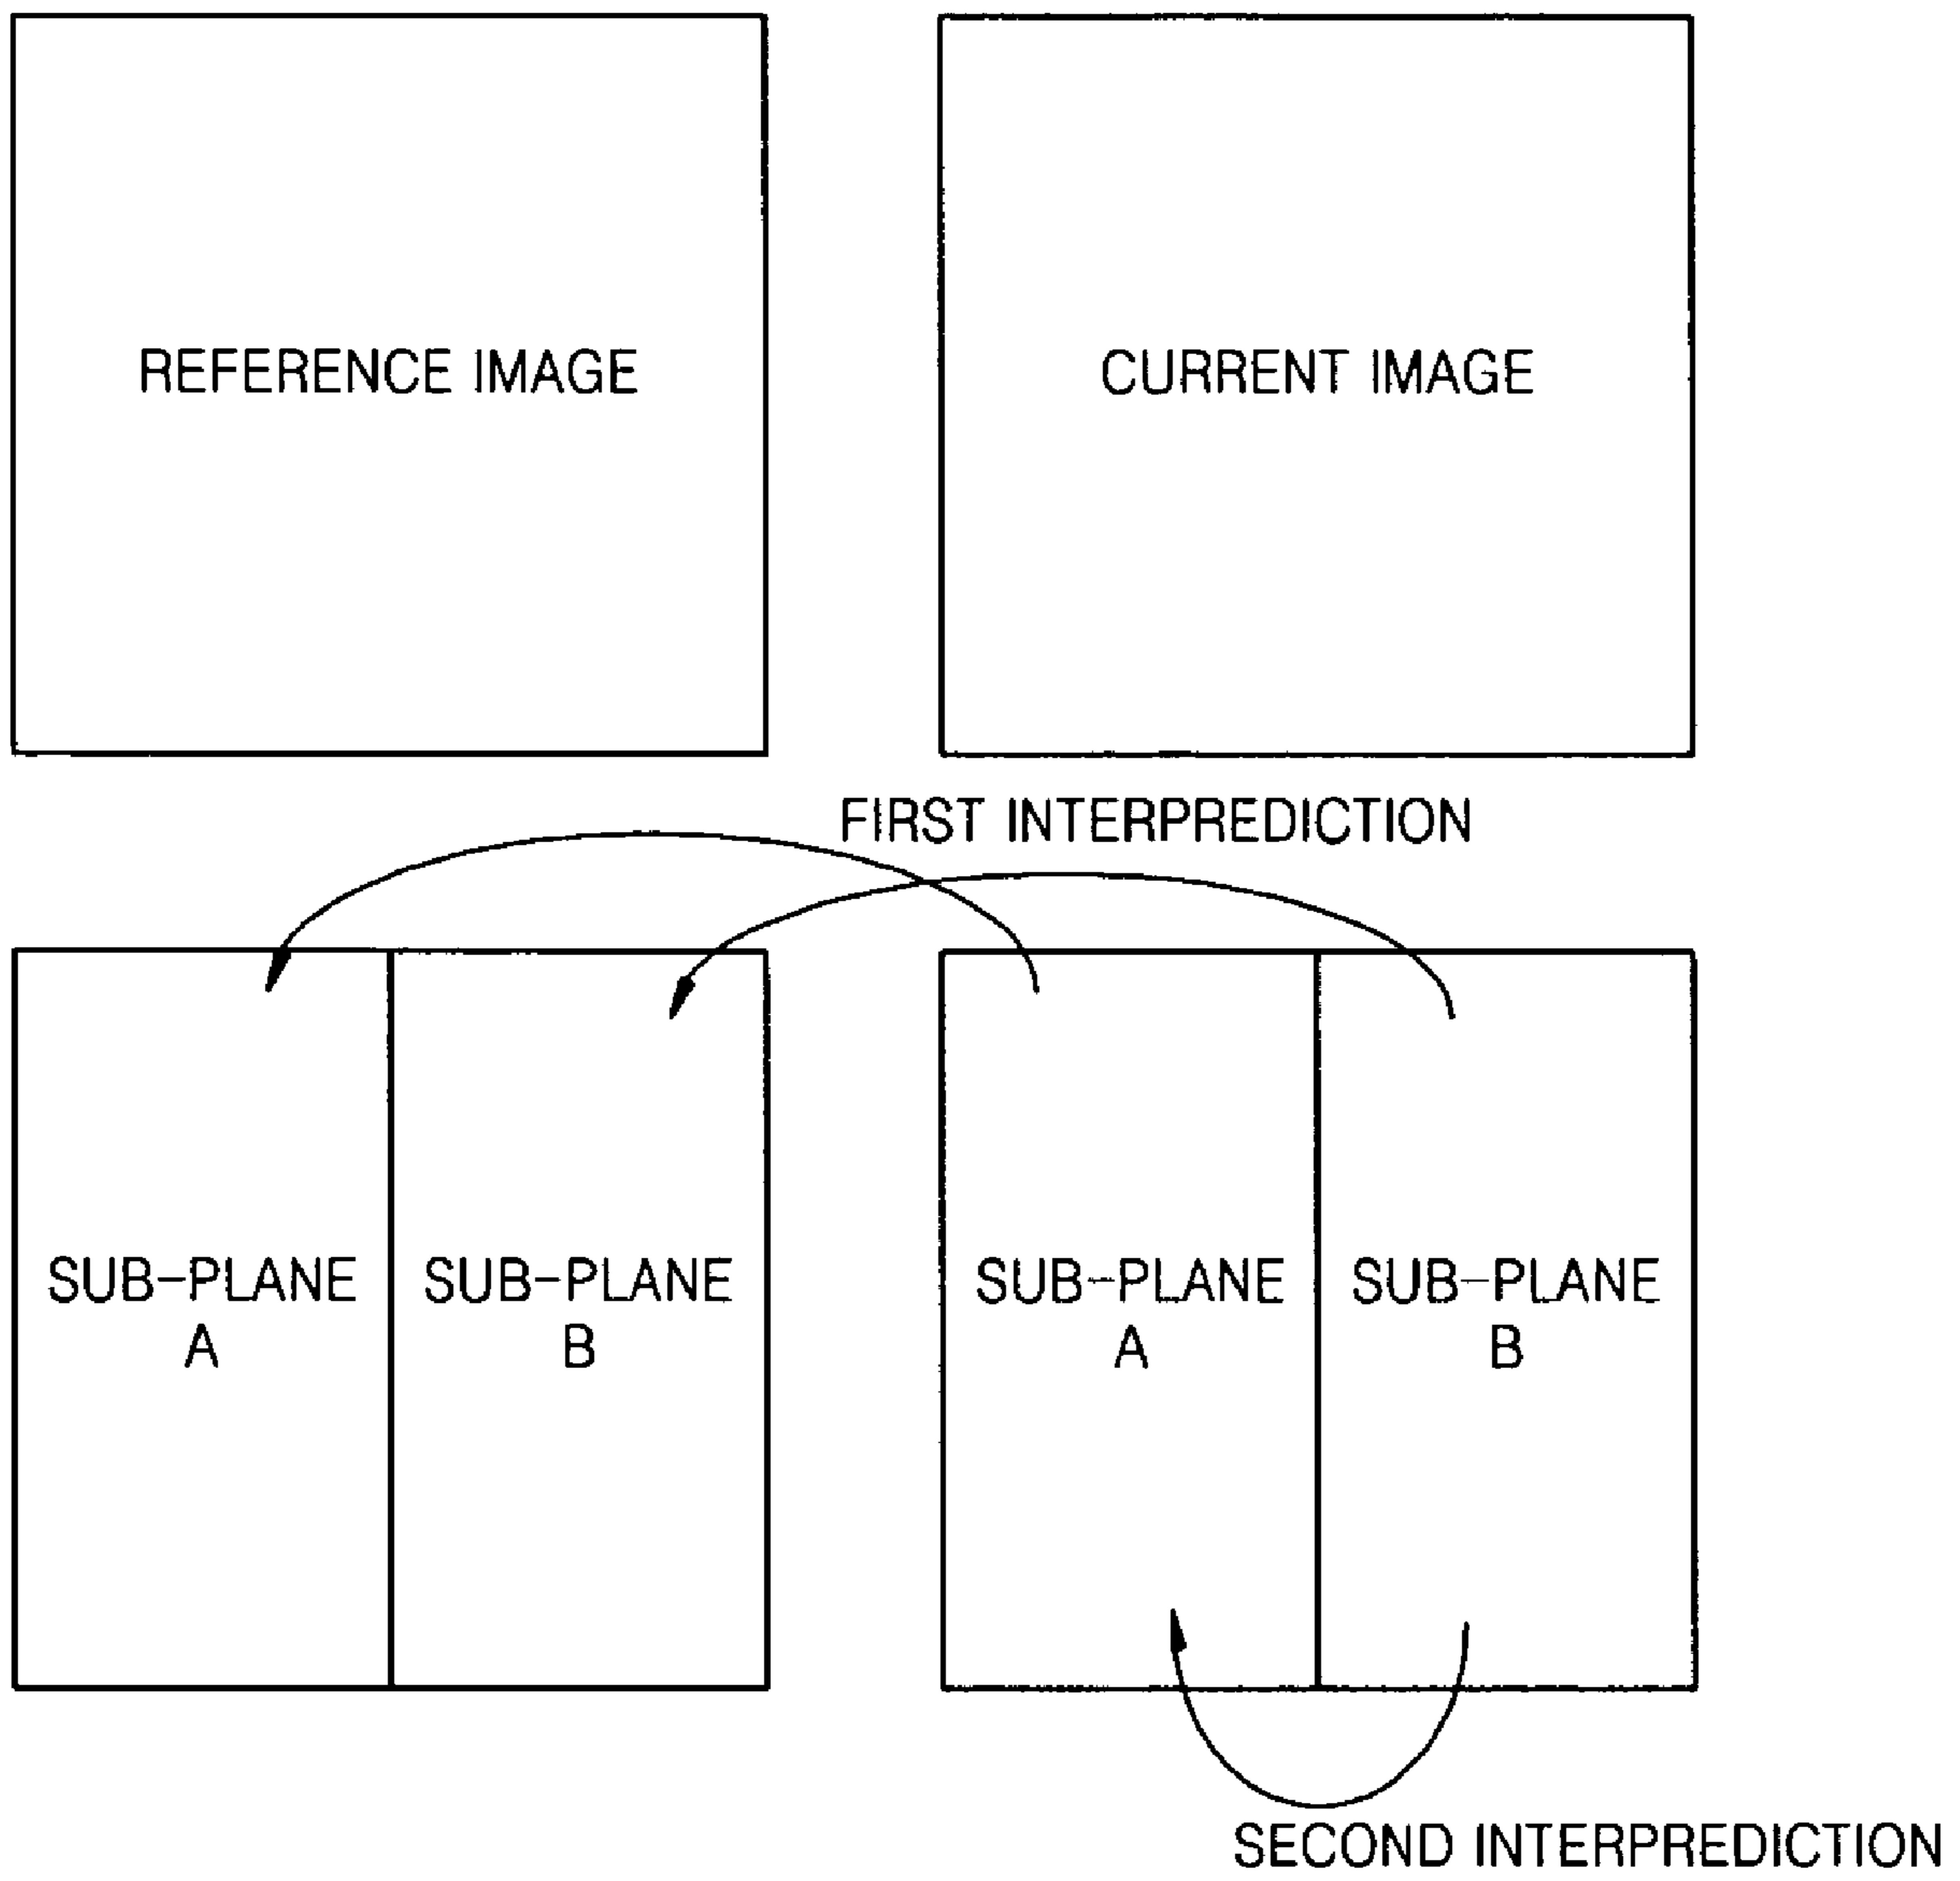 REFERENCE IMAGE
CURRENT IMAGE
FIRST INTERPREDICTION
SUB-PLANE
A
SUB-PLANE
B
SUB-PLANE
A
SUB-PLANE
B
SECOND INTERPREDICTION